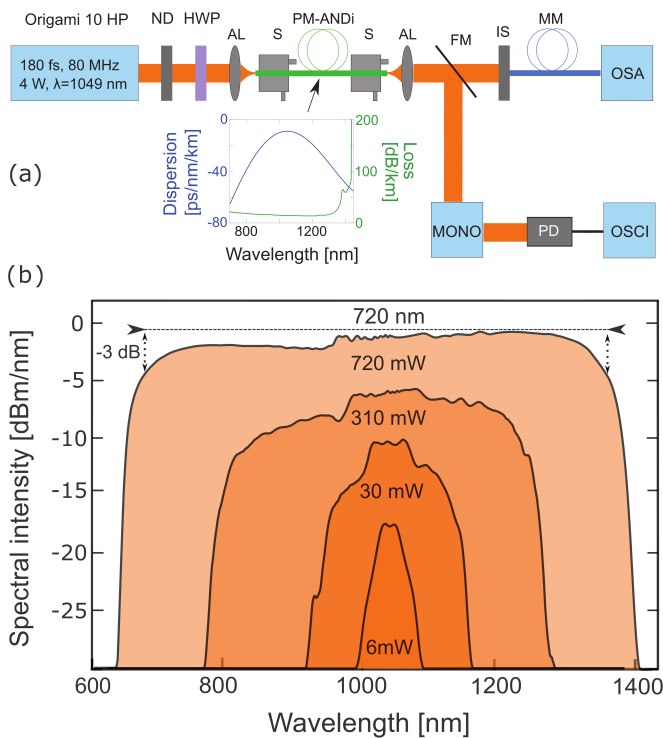 Origami 10 HP ND HWP AL S PM-ANDi S AL FM IS MM
180 fs, 80 MHz
4 W, λ=1049 nm
OSA
0 200
Dispersion
[ps/nm/km]
-40 100
Loss
[dB/km]
-80 0
800 1200
Wavelength [nm]
(a)
MONO PD OSCI
(b)
0 720 nm
-3 dB 720 mW
-5
310 mW
-10
30 mW
-15
-20
-25
6mW
Spectral intensity [dBm/nm]
600 800 1000 1200 1400
Wavelength [nm]